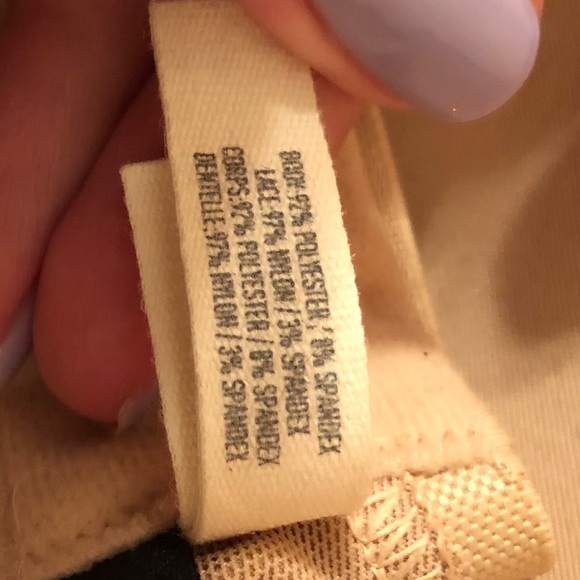 BODY:92% POLYESTER / 8% SPANDEX
LACE:97% NYLON / 3% SPANDEX
CORPS:92% POLYESTER / 8% SPANDEX
DENTELLE:97% NYLON / 3% SPANDEX